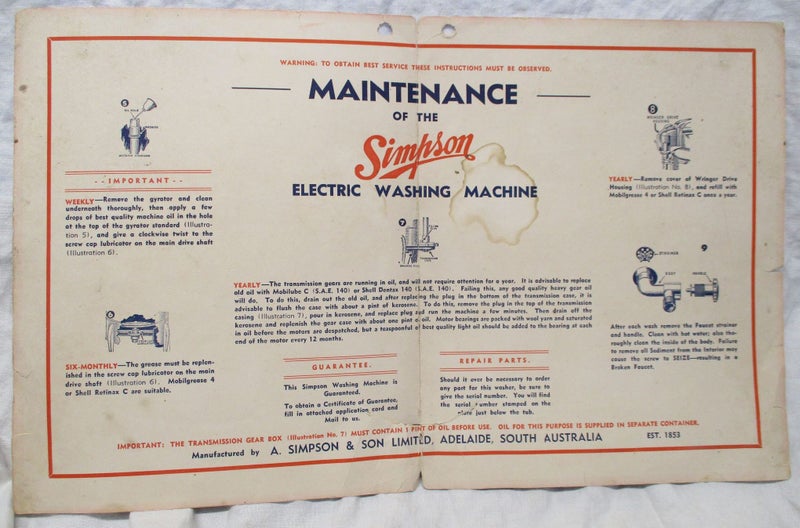 WARNING: TO OBTAIN BEST SERVICE THESE INSTRUCTIONS MUST BE OBSERVED.
MAINTENANCE
OF THE
Simpson
ELECTRIC WASHING MACHINE
5
OIL HOLE
- - IMPORTANT - -
WEEKLY—Remove the gyrator and clean
underneath thoroughly, then apply a few
drops of best quality machine oil in the hole
at the top of the gyrator standard (Illustra-
tion 5), and give a clockwise twist to the
screw cap lubricator on the main drive shaft
(Illustration 6).
6
SIX-MONTHLY—The grease must be replen-
ished in the screw cap lubricator on the main
drive shaft (Illustration 6). Mobilgrease 4
or Shell Retinax C are suitable.
7
YEARLY—The transmission gears are running in oil, and will not require attention for a year. It is advisable to replace
old oil with Mobilube C (S.A.E. 140) or Shell Dentax 140 (S.A.E. 140). Failing this, any good quality heavy gear oil
will do. To do this, drain out the old oil, and after replacing the plug in the bottom of the transmission case, it is
advisable to flush the case with about a pint of kerosene. To do this, remove the plug in the top of the transmission
casing (Illustration 7), pour in kerosene, and replace plug and run the machine a few minutes. Then drain off the
kerosene and replenish the gear case with about one pint of oil. Motor bearings are packed with wool yarn and saturated
in oil before the motors are despatched, but a teaspoonful of best quality light oil should be added to the bearing at each
end of the motor every 12 months.
GUARANTEE.
This Simpson Washing Machine is
Guaranteed.
To obtain a Certificate of Guarantee,
fill in attached application card and
Mail to us.
REPAIR PARTS.
Should it ever be necessary to order
any part for this washer, be sure to
give the serial number. You will find
the serial number stamped on the
plate just below the tub.
8
WRINGER DRIVE
HOUSING
YEARLY—Remove cover of Wringer Drive
Housing (Illustration No. 8), and refill with
Mobilgrease 4 or Shell Retinax C once a year.
STRAINER
9
BODY
HANDLE
After each wash remove the Faucet strainer
and handle. Clean with hot water; also tho-
roughly clean the inside of the body. Failure
to remove all Sediment from the interior may
cause the screw to SEIZE—resulting in a
Broken Faucet.
IMPORTANT: THE TRANSMISSION GEAR BOX (Illustration No. 7) MUST CONTAIN 1 PINT OF OIL BEFORE USE. OIL FOR THIS PURPOSE IS SUPPLIED IN SEPARATE CONTAINER.
Manufactured by A. SIMPSON & SON LIMITED, ADELAIDE, SOUTH AUSTRALIA EST. 1853